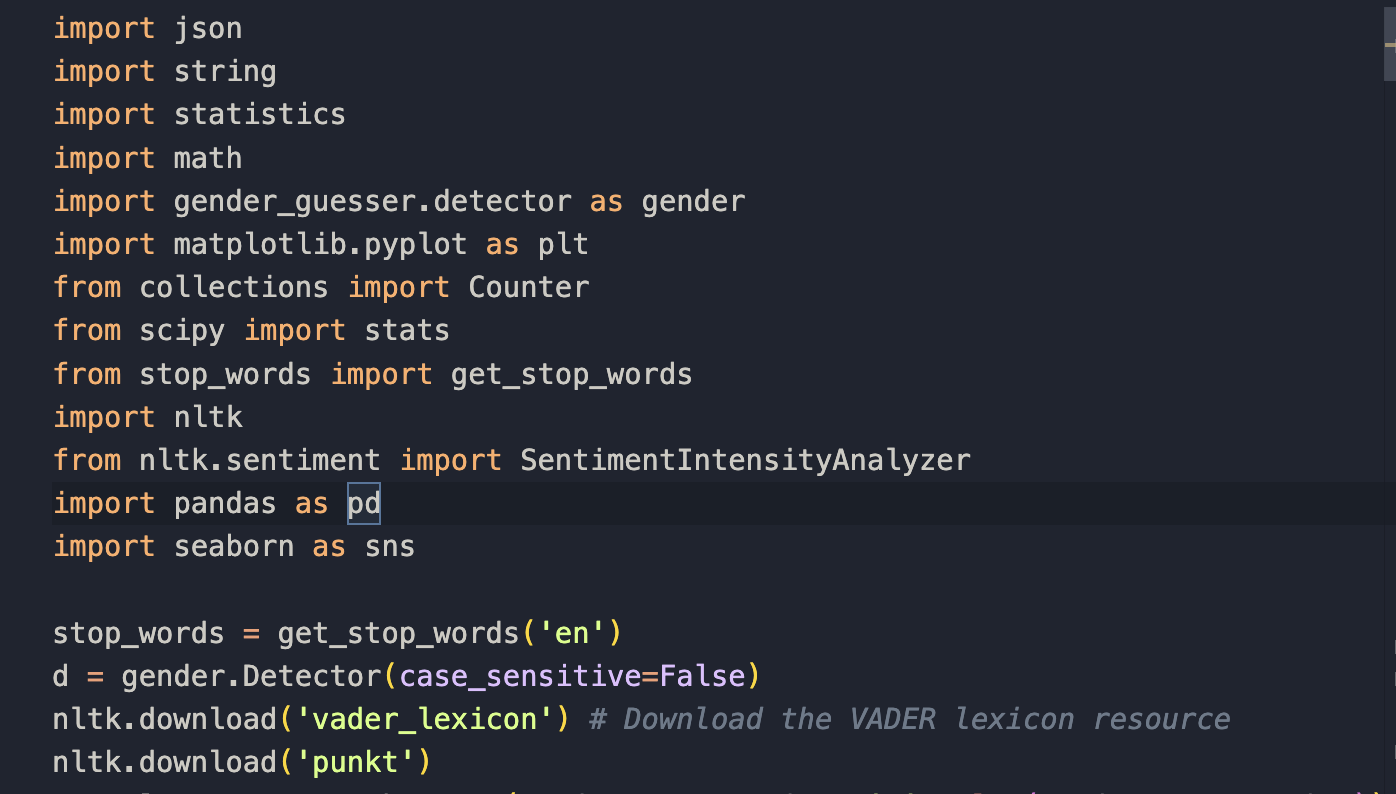 import json
import string
import statistics
import math
import gender_guesser.detector as gender
import matplotlib.pyplot as plt
from collections import Counter
from scipy import stats
from stop_words import get_stop_words
import nltk
from nltk.sentiment import SentimentIntensityAnalyzer
import pandas as pd
import seaborn as sns

stop_words = get_stop_words('en')
d = gender.Detector(case_sensitive=False)
nltk.download('vader_lexicon') # Download the VADER lexicon resource
nltk.download('punkt')